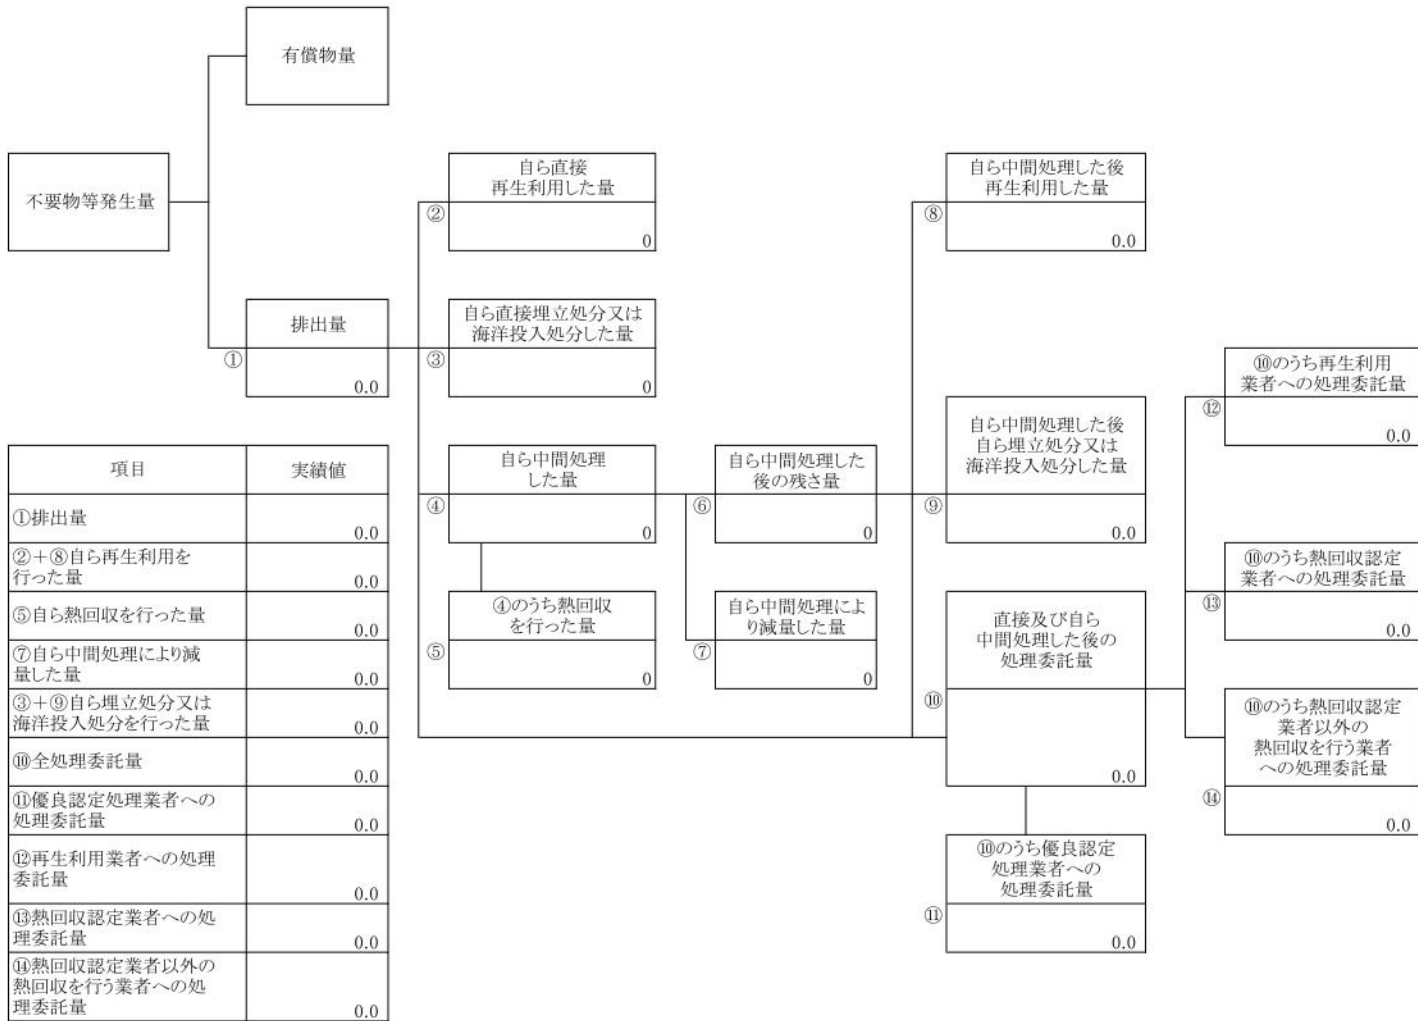 有償物量
不要物等発生量
自ら直接
再生利用した量
②
0
自ら中間処理した後
再生利用した量
⑧
0.0
排出量
①
0.0
自ら直接埋立処分又は
海洋投入処分した量
③
0
⑩のうち再生利用
業者への処理委託量
⑫
0.0
自ら中間処理
した量
④
0
自ら中間処理した
後の残さ量
⑥
0
自ら中間処理した後
自ら埋立処分又は
海洋投入処分した量
⑨
0.0
⑩のうち熱回収認定
業者への処理委託量
⑬
0.0
④のうち熱回収
を行った量
⑤
0
自ら中間処理によ
り減量した量
⑦
0
直接及び自ら
中間処理した後の
処理委託量
⑩
0.0
⑩のうち熱回収認定
業者以外の
熱回収を行う業者
への処理委託量
⑭
0.0
⑩のうち優良認定
処理業者への
処理委託量
⑪
0.0
項目
実績値
①排出量
0.0
②+⑧自ら再生利用を
行った量
0.0
⑤自ら熱回収を行った量
0.0
⑦自ら中間処理により減
量した量
0.0
③+⑨自ら埋立処分又は
海洋投入処分を行った量
0.0
⑩全処理委託量
0.0
⑪優良認定処理業者への
処理委託量
0.0
⑫再生利用業者への処理
委託量
0.0
⑬熱回収認定業者への処
理委託量
0.0
⑭熱回収認定業者以外の
熱回収を行う業者への処
理委託量
0.0